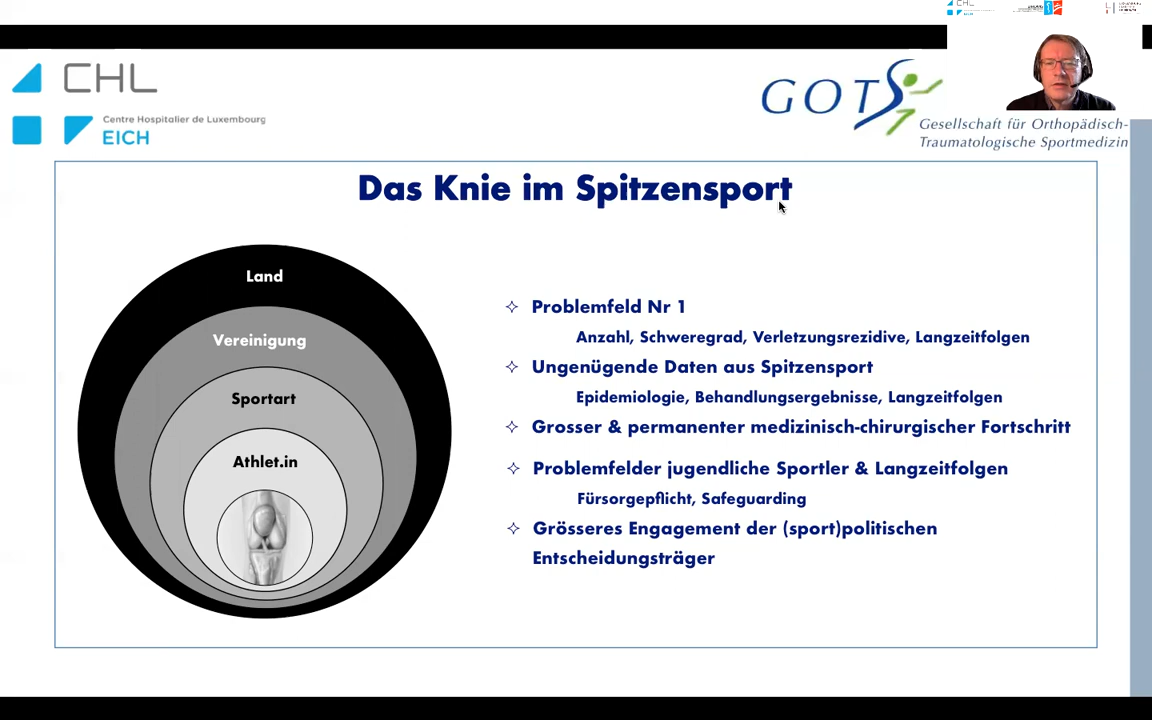 CHL
Centre Hospitalier de Luxembourg
EICH
GOTS
Gesellschaft für Orthopädisch-
Traumatologische Sportmedizin
Das Knie im Spitzensport
Land
Vereinigung
Sportart
Athlet.in
Problemfeld Nr 1
Anzahl, Schweregrad, Verletzungsrezidive, Langzeitfolgen
Ungenügende Daten aus Spitzensport
Epidemiologie, Behandlungsergebnisse, Langzeitfolgen
Grosser & permanenter medizinisch-chirurgischer Fortschritt
Problemfelder jugendliche Sportler & Langzeitfolgen
Fürsorgepflicht, Safeguarding
Grösseres Engagement der (sport)politischen
Entscheidungsträger